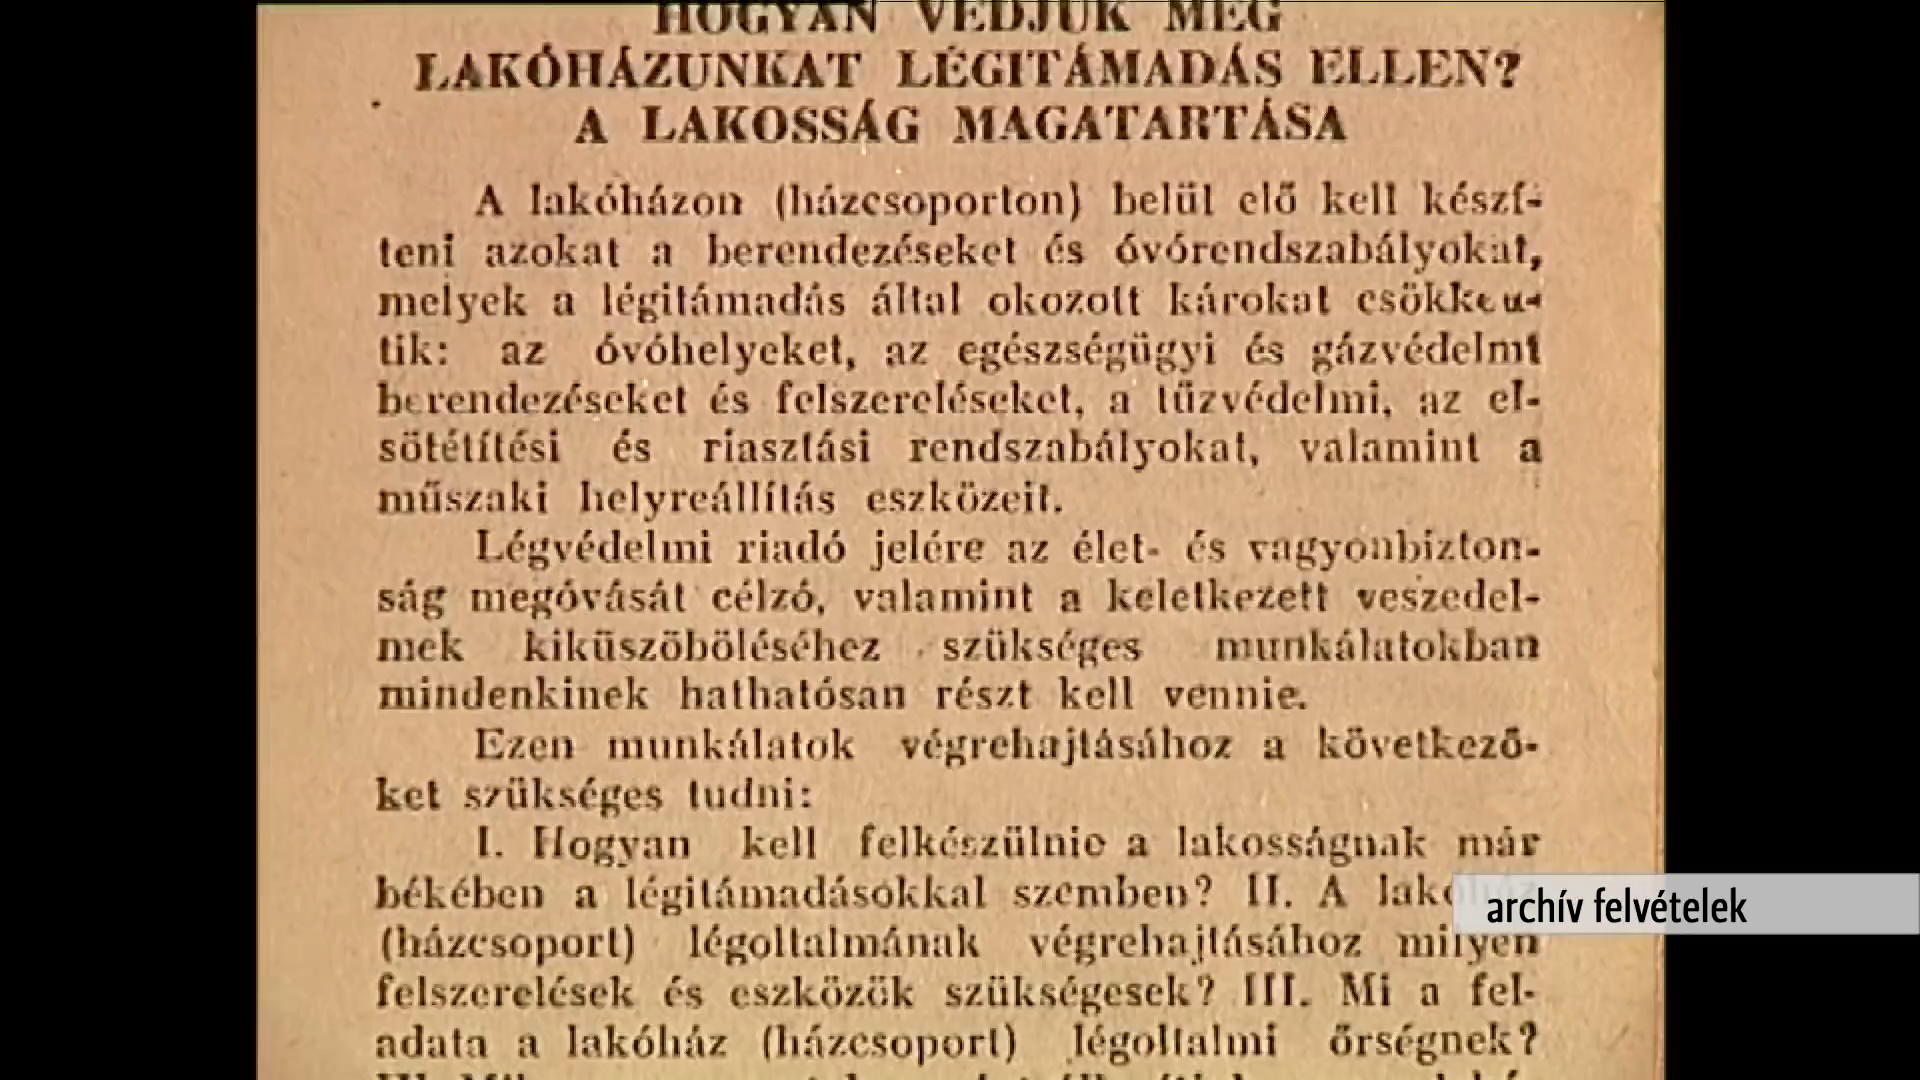 HOGYAN VÉDJÜK MEG
LAKÓHÁZUNKAT LÉGITÁMADÁS ELLEN?
A LAKOSSÁG MAGATARTÁSA
A lakóházon (házcsoporton) belül elő kell készí-
teni azokat a berendezéseket és óvórendszabályokat,
melyek a légitámadás által okozott károkat csökken-
tik: az óvóhelyeket, az egészségügyi és gázvédelmi
berendezéseket és felszereléseket, a tűzvédelmi, az el-
sötétítési és riasztási rendszabályokat, valamint a
műszaki helyreállítás eszközeit.
Légvédelmi riadó jelére az élet- és vagyonbizton-
ság megóvását célzó, valamint a keletkezett veszedel-
mek kiküszöböléséhez szükséges munkálatokban
mindenkinek hathatósan részt kell vennie.
Ezen munkálatok végrehajtásához a következő-
ket szükséges tudni:
I. Hogyan kell felkészülnie a lakosságnak már
békében a légitámadásokkal szemben? II. A lakóház
(házcsoport) légoltalmának végrehajtásához milyen
felszerelések és eszközök szükségesek? III. Mi a fel-
adata a lakóház (házcsoport) légoltalmi őrségnek?
archív felvételek